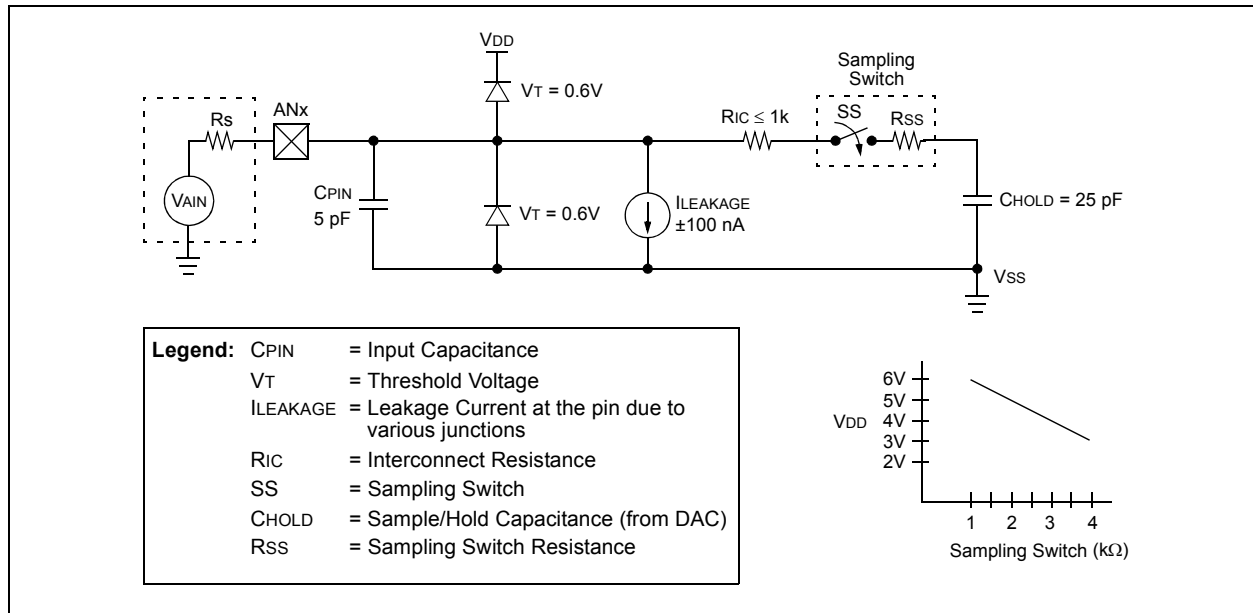 VDD
Sampling
Switch
VT = 0.6V
ANx
RIC ≤ 1k
SS
RSS
Rs
VAIN
CPIN
5 pF
VT = 0.6V
ILEAKAGE
±100 nA
CHOLD = 25 pF
VSS
Legend: CPIN = Input Capacitance
VT = Threshold Voltage
ILEAKAGE = Leakage Current at the pin due to
various junctions
RIC = Interconnect Resistance
SS = Sampling Switch
CHOLD = Sample/Hold Capacitance (from DAC)
RSS = Sampling Switch Resistance
6V
5V
VDD 4V
3V
2V
1 2 3 4
Sampling Switch (kΩ)